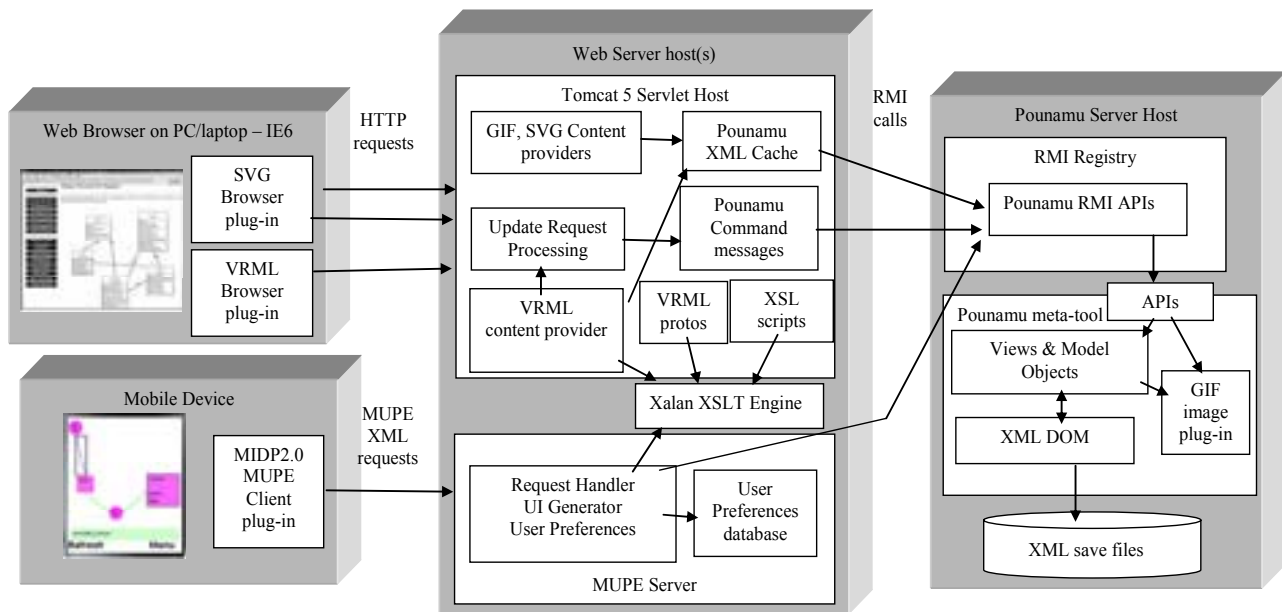 Web Browser on PC/laptop – IE6
SVG
Browser
plug-in
VRML
Browser
plug-in
Mobile Device
Refresh Menu
MIDP2.0
MUPE
Client
plug-in
HTTP
requests
MUPE
XML
requests
Web Server host(s)
Tomcat 5 Servlet Host
GIF, SVG Content
providers
Pounamu
XML Cache
Update Request
Processing
Pounamu
Command
messages
VRML
content provider
VRML
protos
XSL
scripts
Xalan XSLT Engine
Request Handler
UI Generator
User Preferences
User
Preferences
database
MUPE Server
RMI
calls
Pounamu Server Host
RMI Registry
Pounamu RMI APIs
APIs
Pounamu meta-tool
Views & Model
Objects
GIF
image
plug-in
XML DOM
XML save files